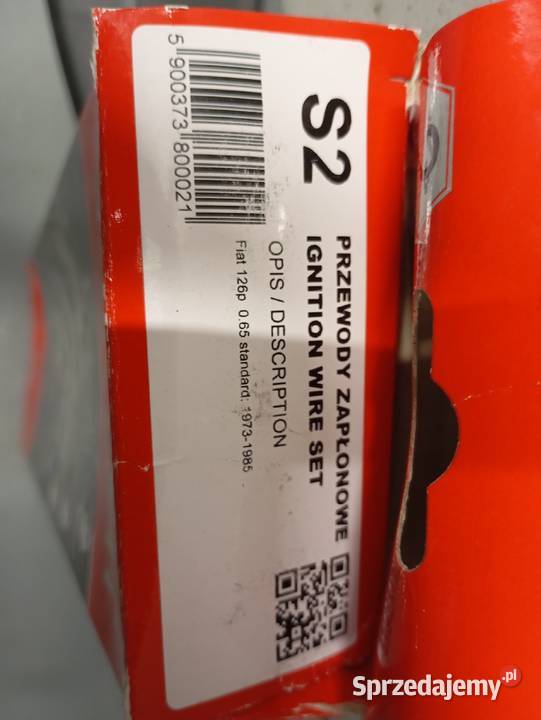 S2
PRZEWODY ZAPŁONOWE
IGNITION WIRE SET
OPIS / DESCRIPTION
Fiat 126p 0.65 standard: 1973-1985
5 900373 800021
Sprzedajemy.pl